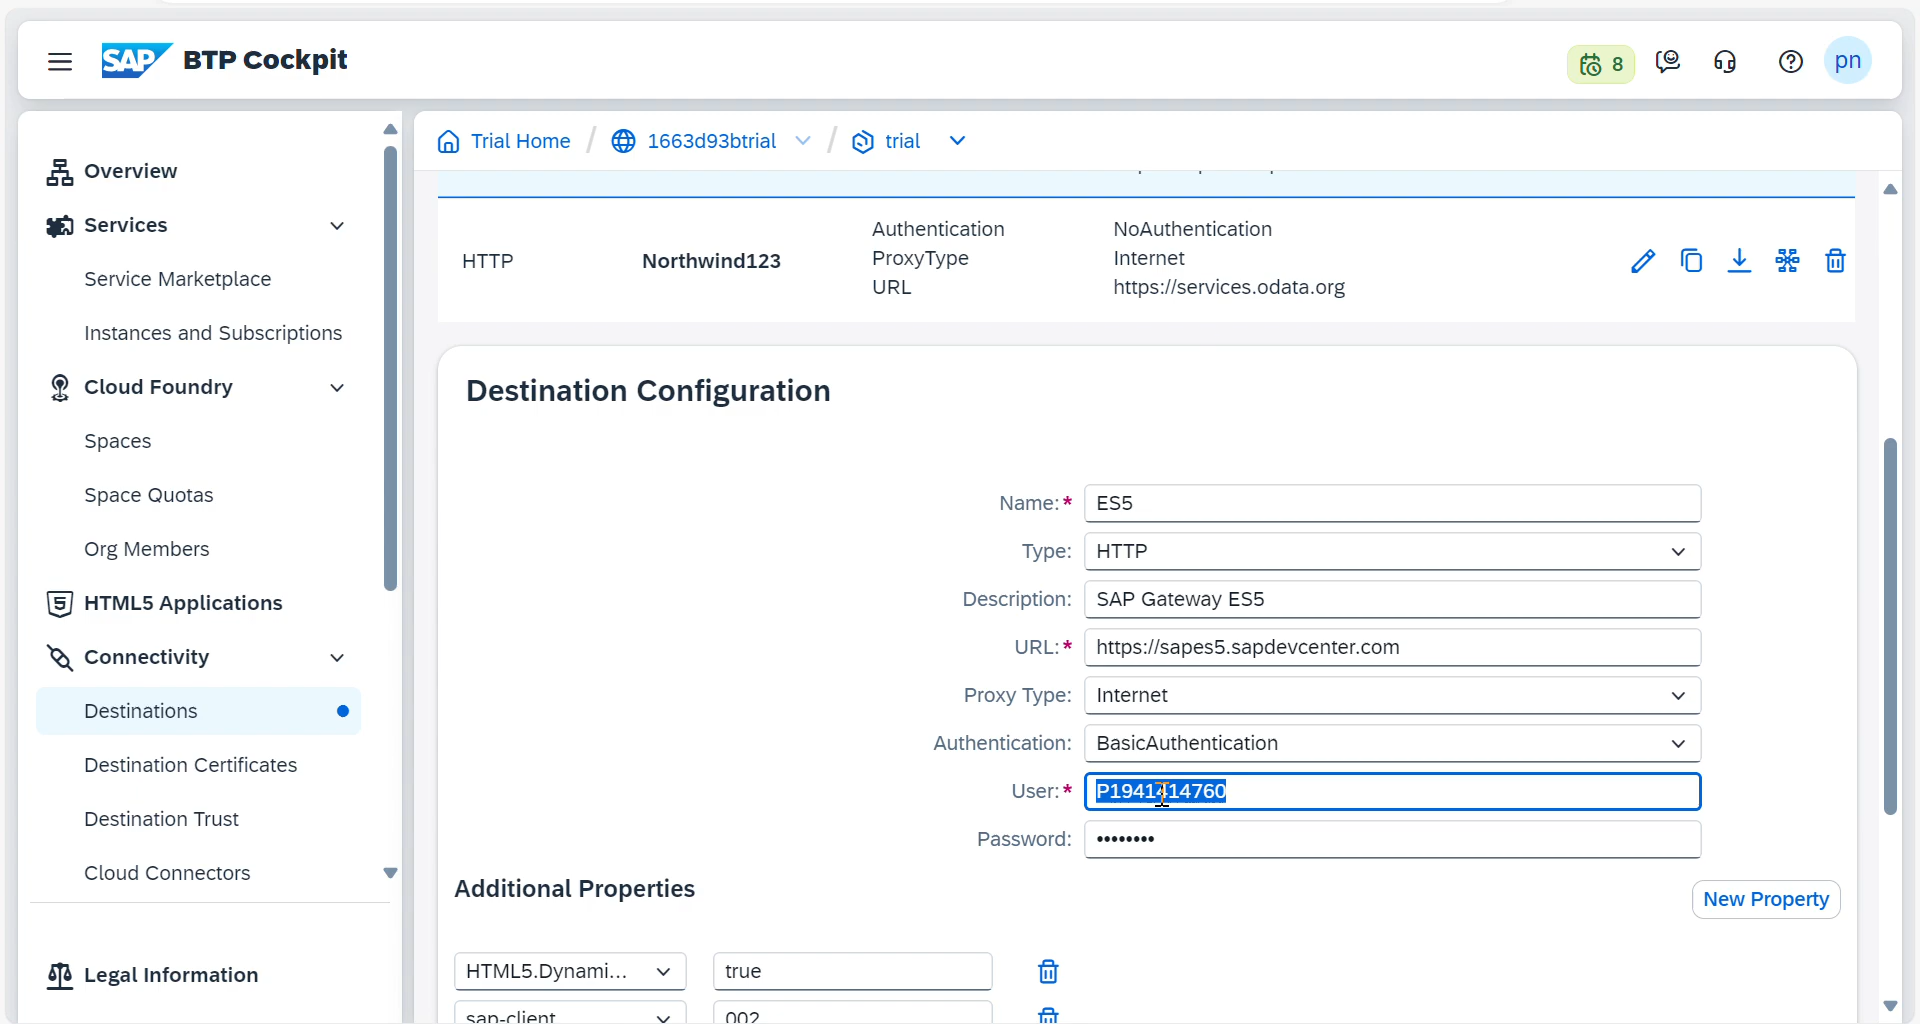 SAP BTP Cockpit
8
pn
Overview
Services
Service Marketplace
Instances and Subscriptions
Cloud Foundry
Spaces
Space Quotas
Org Members
HTML5 Applications
Connectivity
Destinations
Destination Certificates
Destination Trust
Cloud Connectors
Legal Information
Trial Home / 1663d93btrial / trial
HTTP
Northwind123
Authentication NoAuthentication
ProxyType Internet
URL https://services.odata.org
Destination Configuration
Name:* ES5
Type: HTTP
Description: SAP Gateway ES5
URL:* https://sapes5.sapdevcenter.com
Proxy Type: Internet
Authentication: BasicAuthentication
User:* P1941414760
Password: ••••••••
Additional Properties
New Property
HTML5.Dynami... true
sap-client 002